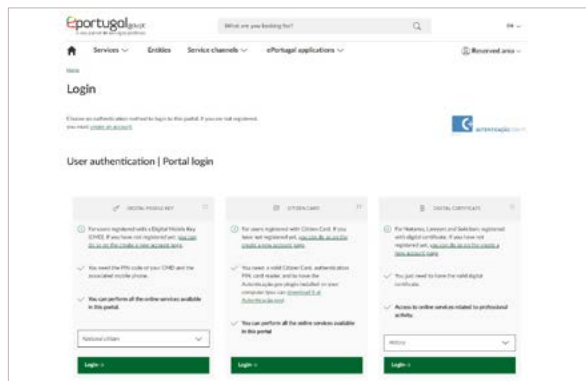 eportugal.gov.pt
What are you looking for?
EN
Services
Entities
Service channels
ePortugal applications
Reserved area
Home
Login
Choose an authentication method to login to this portal. If you are not registered,
you must create an account.
autenticação.gov.pt
User authentication | Portal login
DIGITAL MOBILE KEY
For users registered with a Digital Mobile Key
(CMD). If you have not registered yet, you can
do so on the create a new account page.
You need the PIN code of your CMD and the
associated mobile phone.
You can perform all the online services available
in this portal.
National citizen
Login
CITIZEN CARD
For users registered with Citizen Card. If you
have not registered yet, you can do so on the
create a new account page.
You need: a valid Citizen Card, authentication
PIN, card reader, and to have the
Autenticação.gov plugin installed on your
computer (you can download it at
Autenticação.gov)
You can perform all the online services available
in this portal
Login
DIGITAL CERTIFICATE
For Notaries, Lawyers and Solicitors registered
with digital certificate. If you have not
registered yet, you can do so on the create a
new account page.
You just need to have the valid digital
certificate.
Access to online services related to professional
activity.
Notary
Login